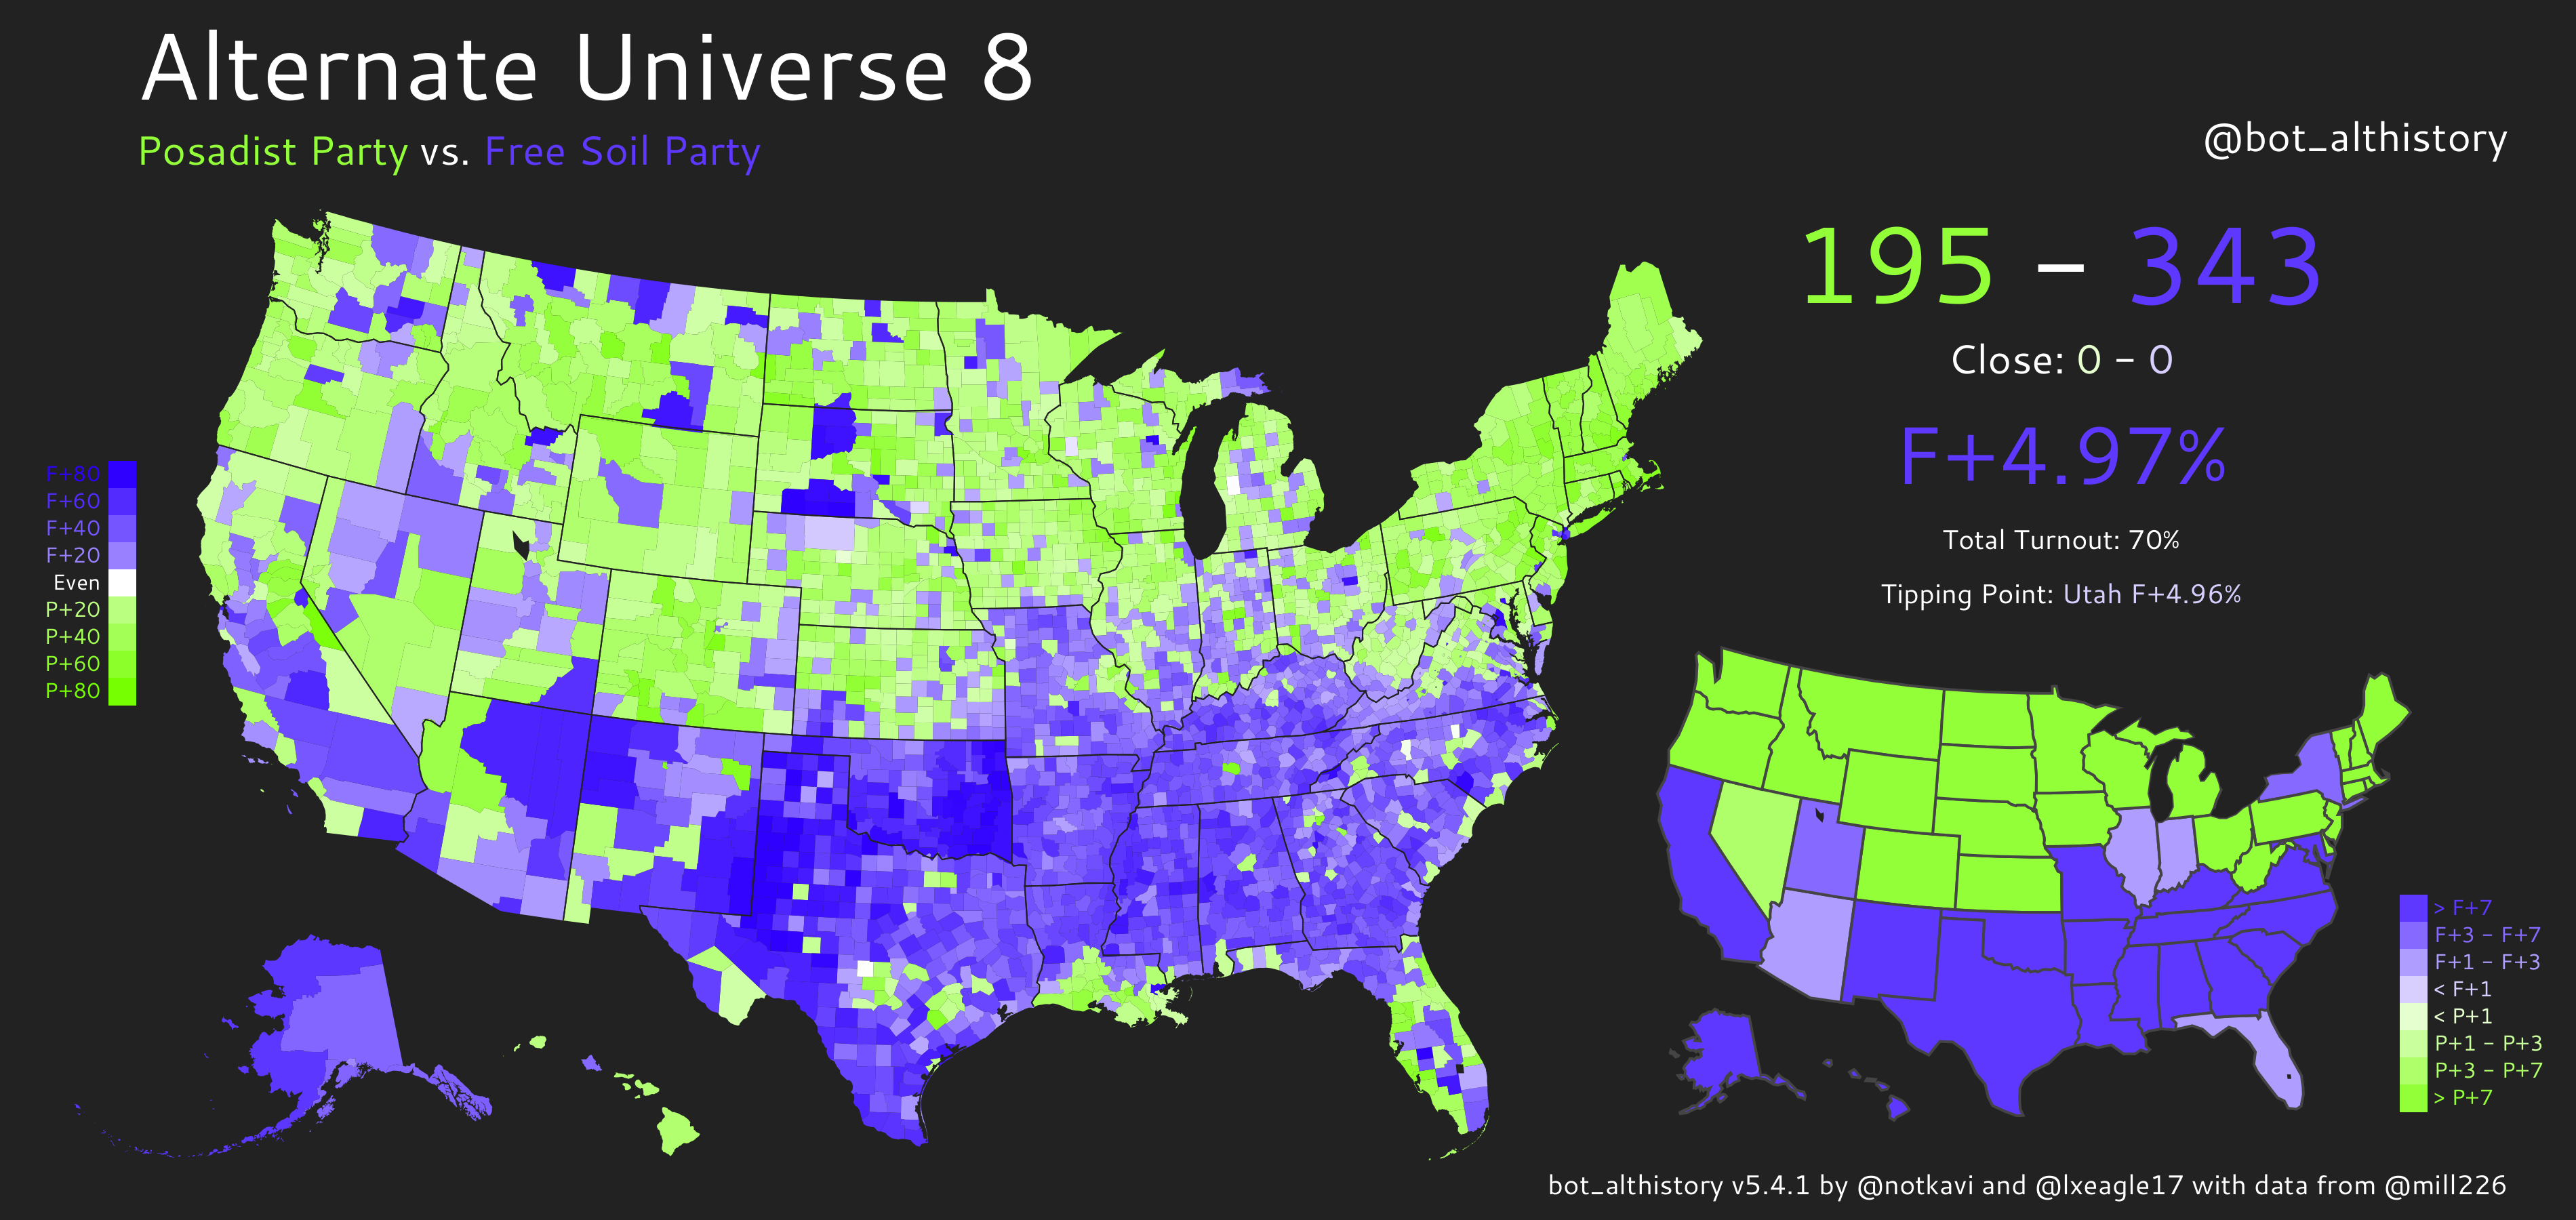 Alternate Universe 8
Posadist Party vs. Free Soil Party
@bot_althistory
195 – 343
Close: 0 - 0
F+4.97%
Total Turnout: 70%
Tipping Point: Utah F+4.96%
F+80
F+60
F+40
F+20
Even
P+20
P+40
P+60
P+80
> F+7
F+3 - F+7
F+1 - F+3
< F+1
< P+1
P+1 - P+3
P+3 - P+7
> P+7
bot_althistory v5.4.1 by @notkavi and @lxeagle17 with data from @mill226